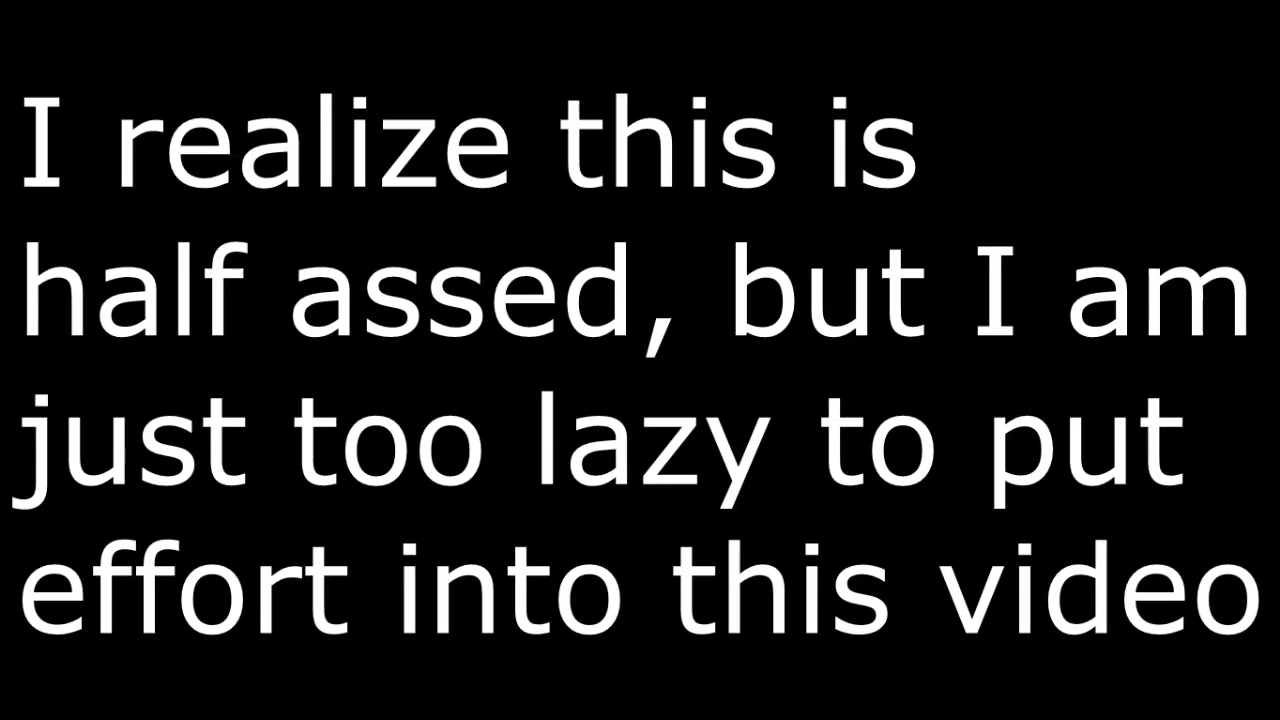 I realize this is
half assed, but I am
just too lazy to put
effort into this video